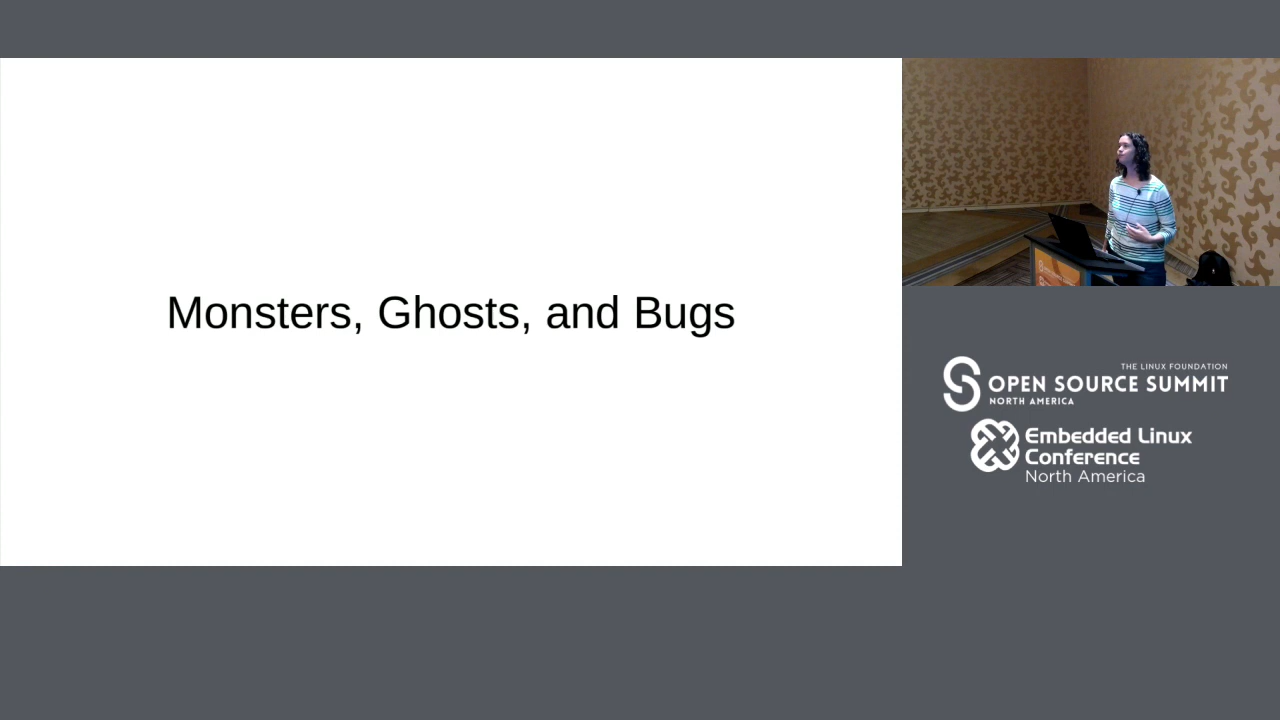 Monsters, Ghosts, and Bugs
THE LINUX FOUNDATION
OPEN SOURCE SUMMIT
NORTH AMERICA
Embedded Linux
Conference
North America